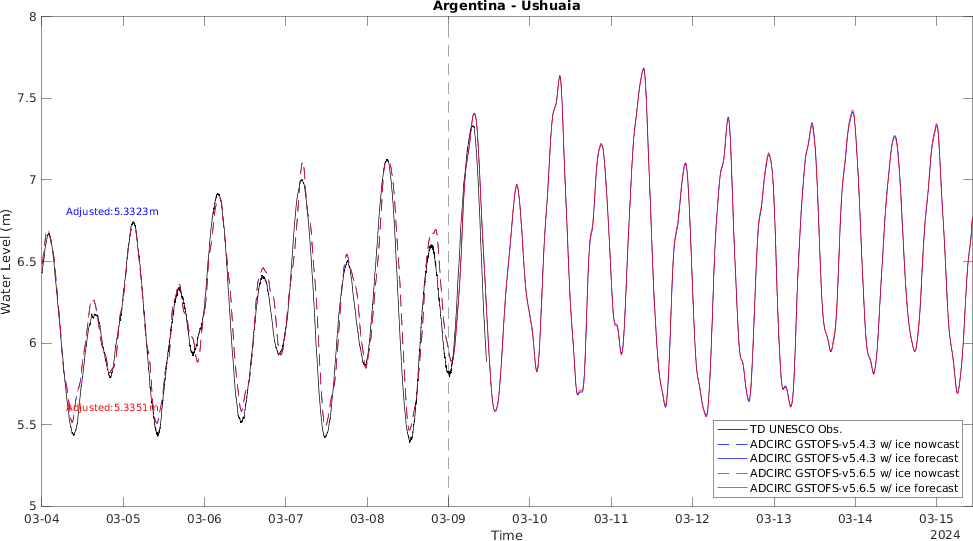 Argentina - Ushuaia
8
7.5
7
6.5
6
5.5
5
Water Level (m)
Adjusted:5.3323m
Adjusted:5.3351m
TD UNESCO Obs.
ADCIRC GSTOFS-v5.4.3 w/ ice nowcast
ADCIRC GSTOFS-v5.4.3 w/ ice forecast
ADCIRC GSTOFS-v5.6.5 w/ ice nowcast
ADCIRC GSTOFS-v5.6.5 w/ ice forecast
03-04 03-05 03-06 03-07 03-08 03-09 03-10 03-11 03-12 03-13 03-14 03-15
Time
2024